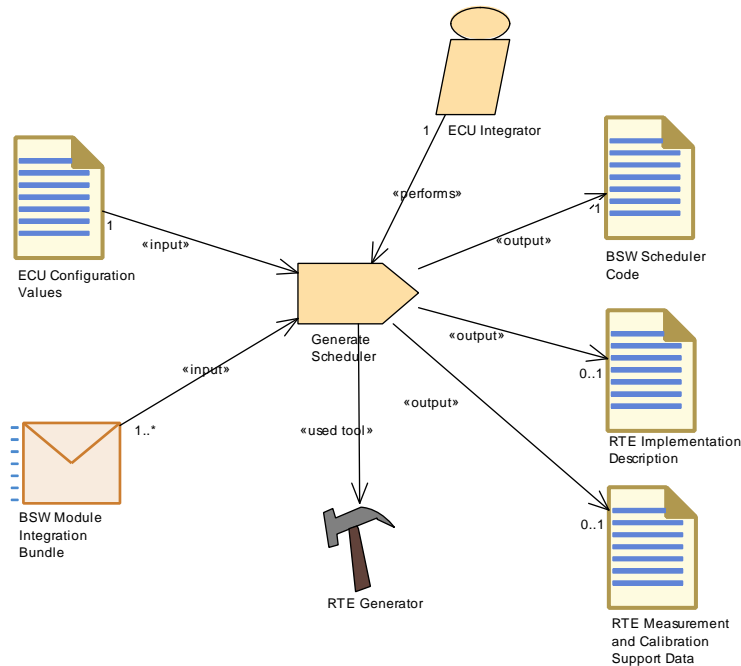 1
ECU Integrator
«performs»
1
«input»
ECU Configuration
Values
1
«output»
BSW Scheduler
Code
Generate
Scheduler
«output»
0..1
RTE Implementation
Description
«input»
1..*
BSW Module
Integration
Bundle
«used tool»
RTE Generator
«output»
0..1
RTE Measurement
and Calibration
Support Data